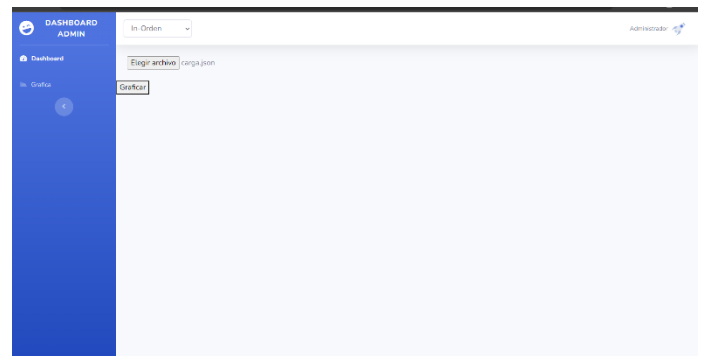 DASHBOARD
ADMIN
In-Orden
Administrador
Dashboard
Elegir archivo carga.json
Grafica
Graficar